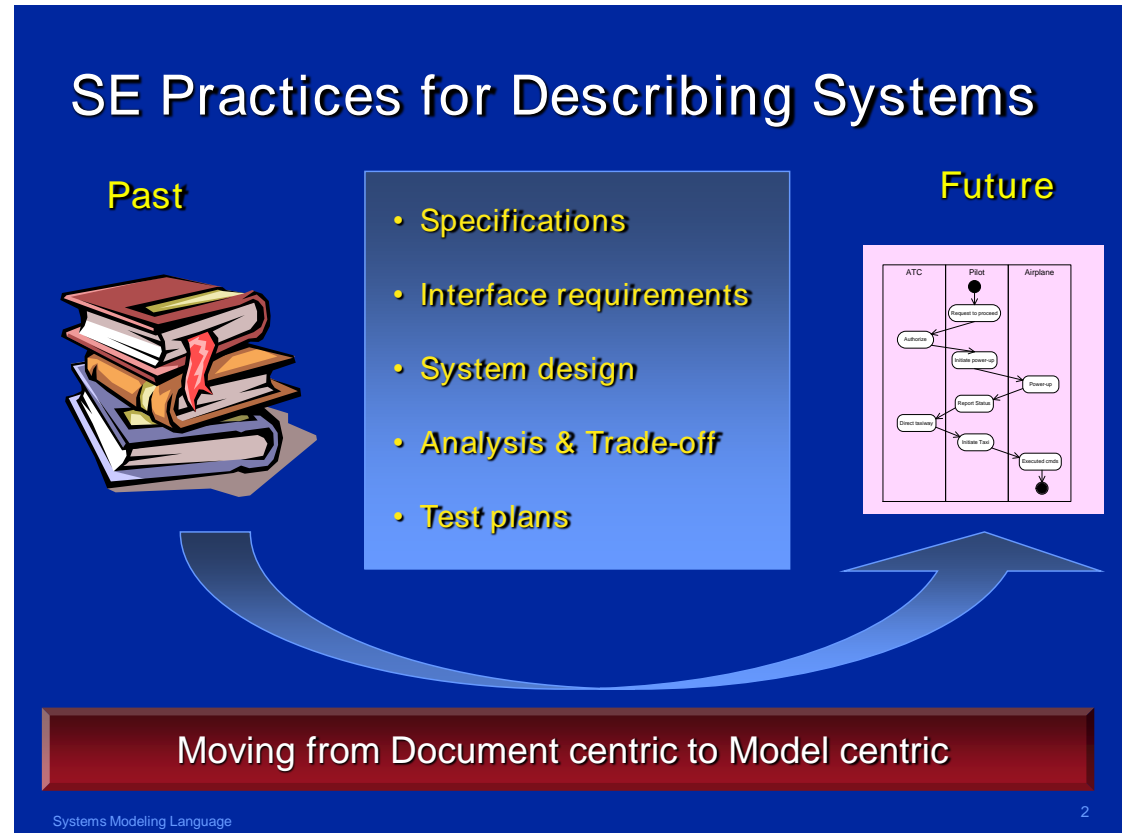 SE Practices for Describing Systems
Past
• Specifications
• Interface requirements
• System design
• Analysis & Trade-off
• Test plans
Future
ATC Pilot Airplane
Request to proceed
Authorize
Initiate power-up
Power-up
Report Status
Direct taxiway
Initiate Taxi
Executed cmds
Moving from Document centric to Model centric
Systems Modeling Language
2